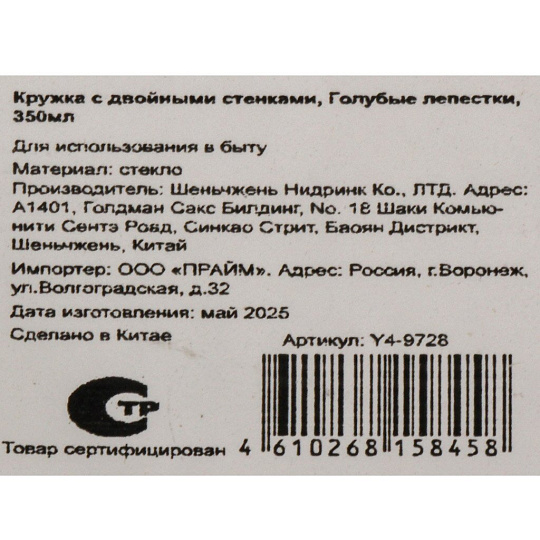 Кружка с двойными стенками, Голубые лепестки,
350мл
Для использования в быту
Материал: стекло
Производитель: Шеньчжень Нидринк Ко., ЛТД. Адрес:
А1401, Голдман Сакс Билдинг, No. 18 Шаки Комью-
нити Сентэ Роад, Синкао Стрит, Баоян Дистрикт,
Шеньчжень, Китай
Импортер: ООО «ПРАЙМ». Адрес: Россия, г.Воронеж,
ул.Волгоградская, д.32
Дата изготовления: май 2025
Сделано в Китае
Артикул: Y4-9728
СТР
Товар сертифицирован
4 610268 158458